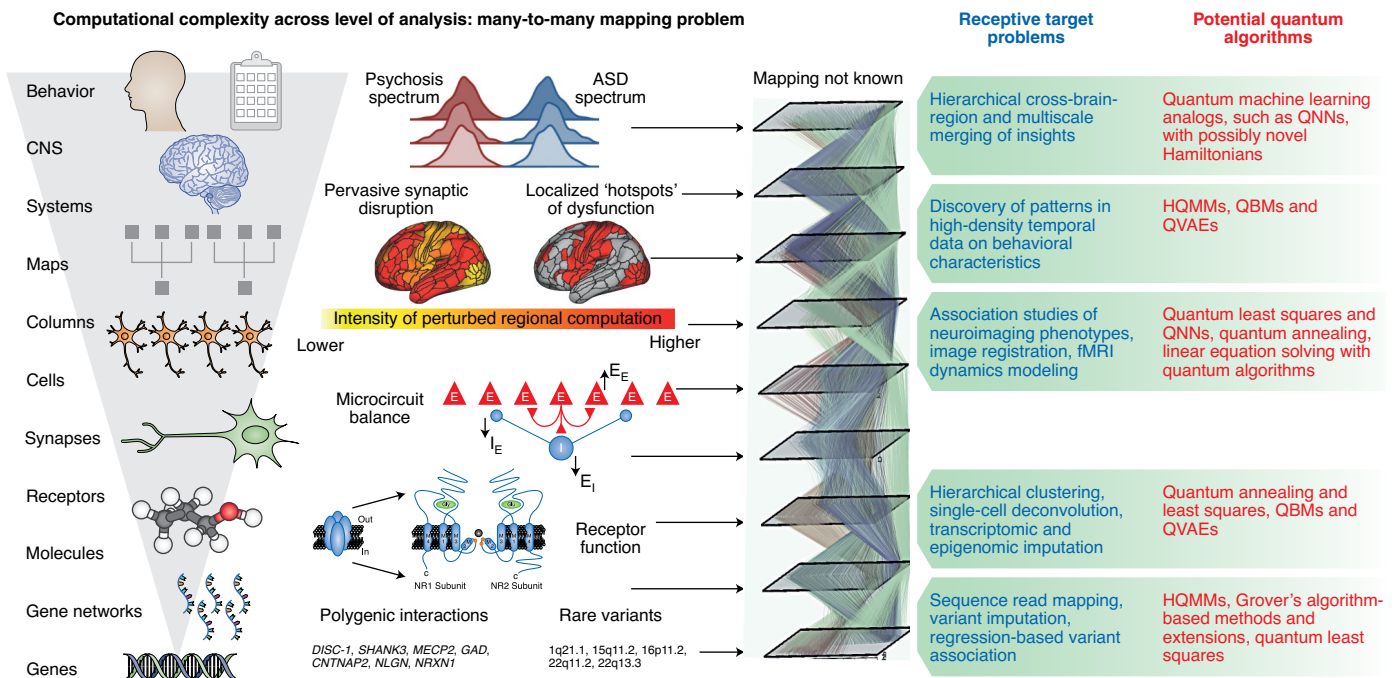 Computational complexity across level of analysis: many-to-many mapping problem
Receptive target
problems
Potential quantum
algorithms
Behavior
CNS
Systems
Maps
Columns
Cells
Synapses
Receptors
Molecules
Gene networks
Genes
Psychosis
spectrum
ASD
spectrum
Pervasive synaptic
disruption
Localized 'hotspots'
of dysfunction
Intensity of perturbed regional computation
Lower
Higher
Microcircuit
balance
E E E E E E E
E_E
I_E
I
E_I
Out
In
M M M
M M M
C
C
NR1 Subunit
NR2 Subunit
Receptor
function
Polygenic interactions
DISC-1, SHANK3, MECP2, GAD,
CNTNAP2, NLGN, NRXN1
Rare variants
1q21.1, 15q11.2, 16p11.2,
22q11.2, 22q13.3
Mapping not known
Hierarchical cross-brain-
region and multiscale
merging of insights
Quantum machine learning
analogs, such as QNNs,
with possibly novel
Hamiltonians
Discovery of patterns in
high-density temporal
data on behavioral
characteristics
HQMMs, QBMs and
QVAEs
Association studies of
neuroimaging phenotypes,
image registration, fMRI
dynamics modeling
Quantum least squares and
QNNs, quantum annealing,
linear equation solving with
quantum algorithms
Hierarchical clustering,
single-cell deconvolution,
transcriptomic and
epigenomic imputation
Quantum annealing and
least squares, QBMs and
QVAEs
Sequence read mapping,
variant imputation,
regression-based variant
association
HQMMs, Grover's algorithm-
based methods and
extensions, quantum least
squares